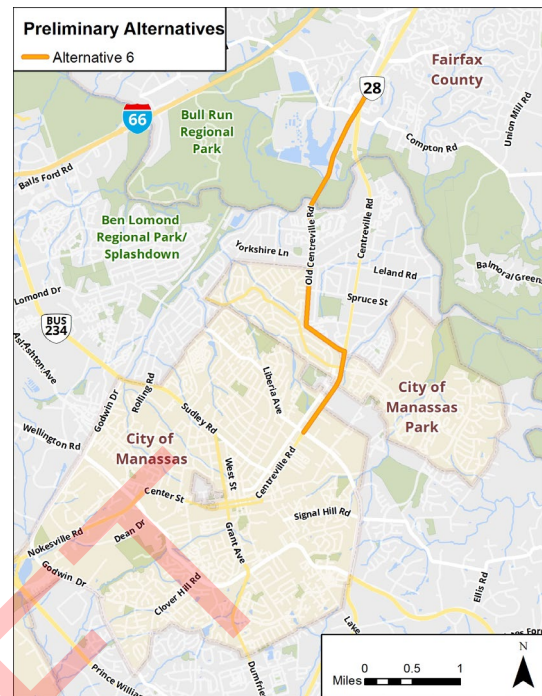 Preliminary Alternatives
Alternative 6
Fairfax
County
28
66
Bull Run
Regional
Park
Union Mill Rd
Compton Rd
Balls Ford Rd
Ben Lomond
Regional Park/
Splashdown
Old Centreville Rd
Centreville Rd
Yorkshire Ln
Leland Rd
Balmoral Greens
Lomond Dr
Spruce St
BUS
234
Ashton Ave
Godwin Dr
Rolling Rd
Liberia Ave
Sudley Rd
City of
Manassas
Park
Wellington Rd
City of
Manassas
West St
Centreville Rd
Center St
Signal Hill Rd
Nokesville Rd
Dean Dr
Grant Ave
Godwin Dr
Clover Hill Rd
Ellis Rd
Lake
Prince William
Dumfrie
N
Miles
0 0.5 1